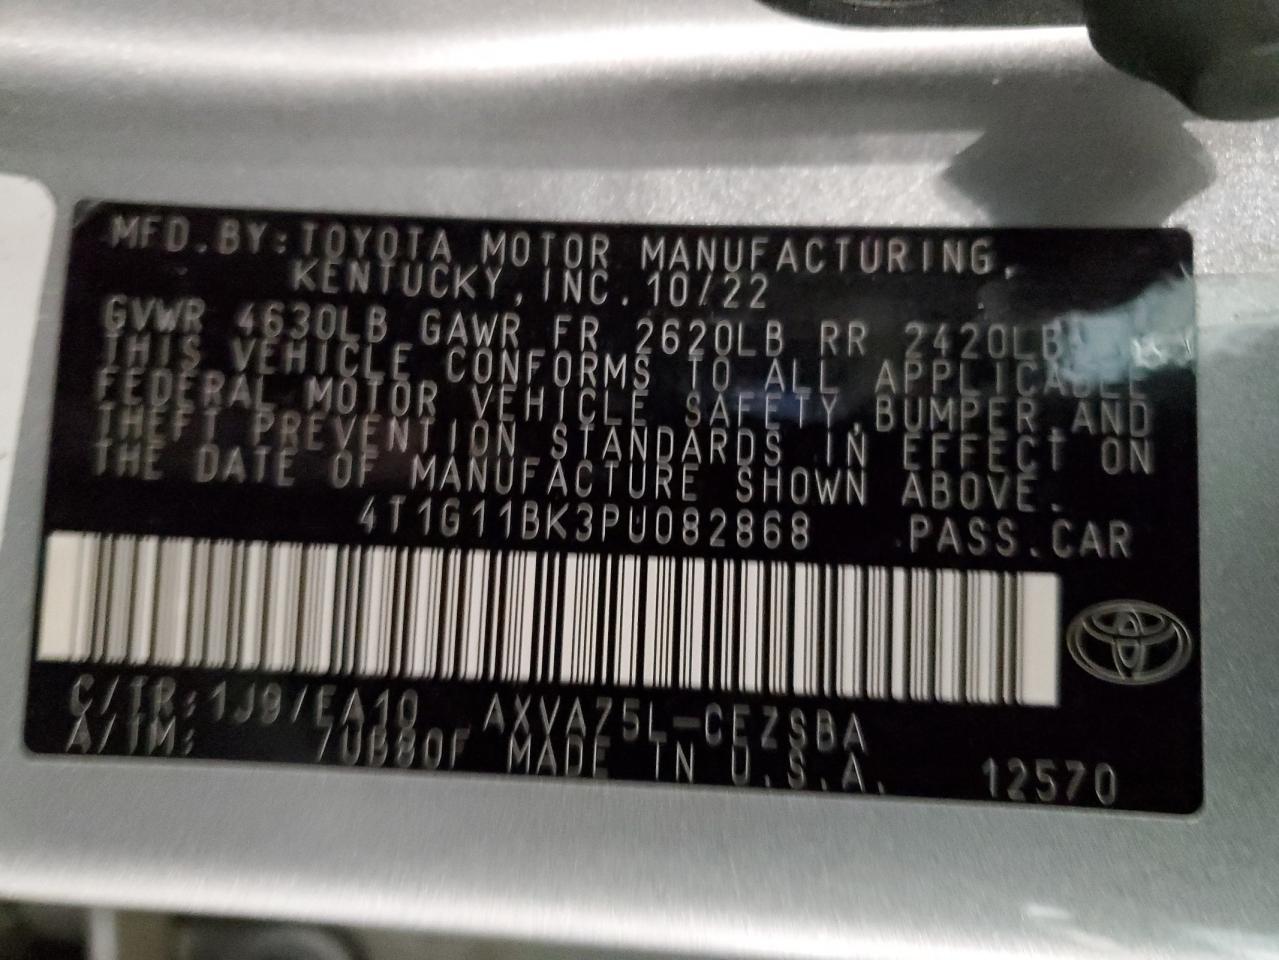 MFD.BY:TOYOTA MOTOR MANUFACTURING,
KENTUCKY,INC. 10/22
GVWR 4630LB GAWR FR 2620LB RR 2420LB
THIS VEHICLE CONFORMS TO ALL APPLICABLE
FEDERAL MOTOR VEHICLE SAFETY,BUMPER,AND
THEFT PREVENTION STANDARDS IN EFFECT ON
THE DATE OF MANUFACTURE SHOWN ABOVE.
4T1G11BK3PU082868 PASS.CAR
C/TR:1J9/EA10 AXVA75L-CEZSBA
A/TM: /UB80F MADE IN U.S.A. 12570